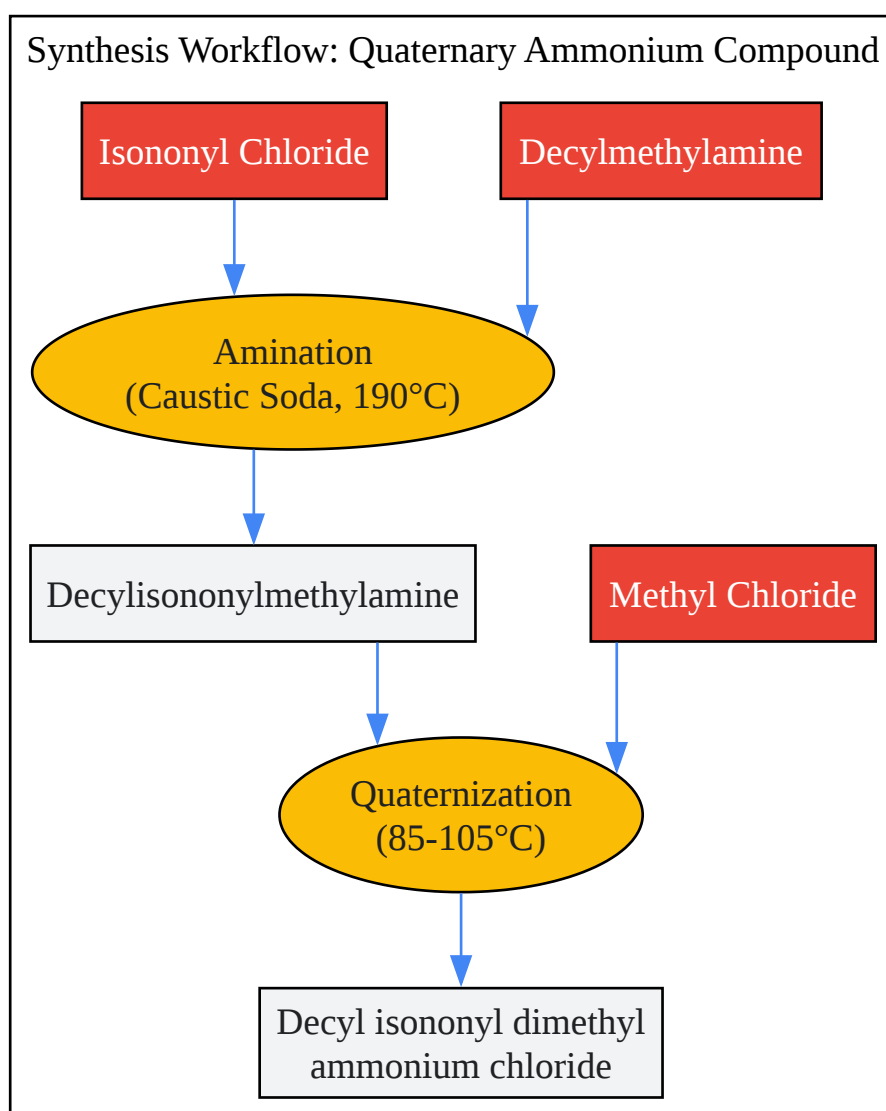 Synthesis Workflow: Quaternary Ammonium Compound
Isononyl Chloride
Decylmethylamine
Amination
(Caustic Soda, 190°C)
Decylisononylmethylamine
Methyl Chloride
Quaternization
(85-105°C)
Decyl isononyl dimethyl
ammonium chloride